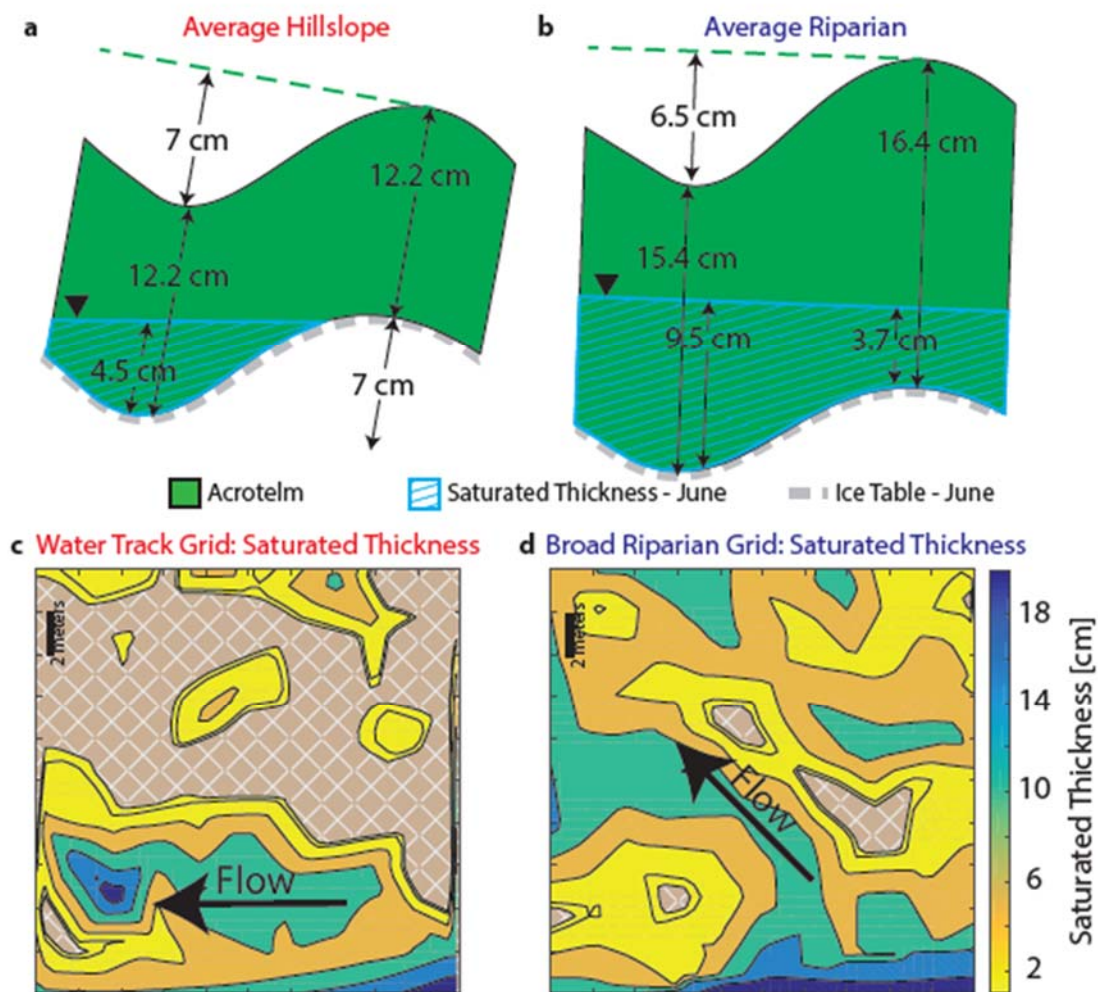 a Average Hillslope
b Average Riparian
7 cm
12.2 cm
12.2 cm
4.5 cm
7 cm
6.5 cm
16.4 cm
15.4 cm
9.5 cm
3.7 cm
Acrotelm
Saturated Thickness - June
Ice Table - June
c Water Track Grid: Saturated Thickness
d Broad Riparian Grid: Saturated Thickness
2 meters
Flow
2 meters
Flow
18
14
10
6
2
Saturated Thickness [cm]